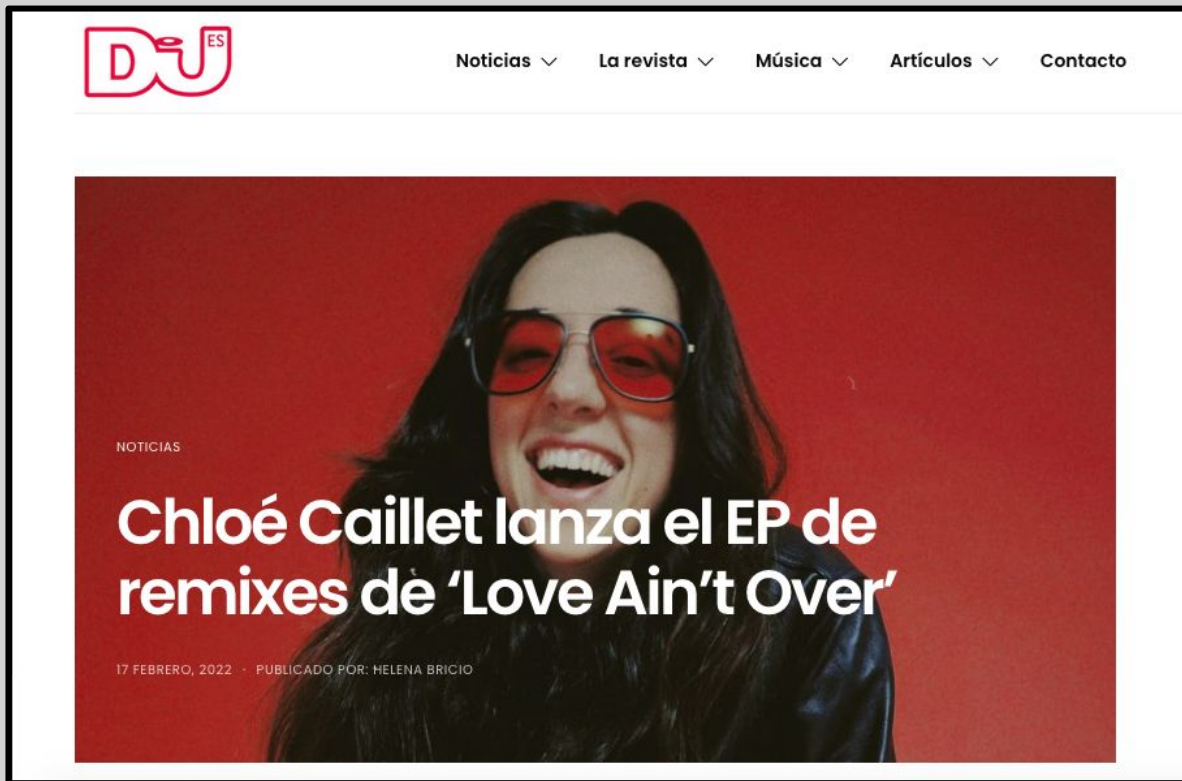 DJ ES
Noticias La revista Música Artículos Contacto
NOTICIAS
Chloé Caillet lanza el EP de
remixes de ‘Love Ain’t Over’
17 FEBRERO, 2022 · PUBLICADO POR: HELENA BRICIO